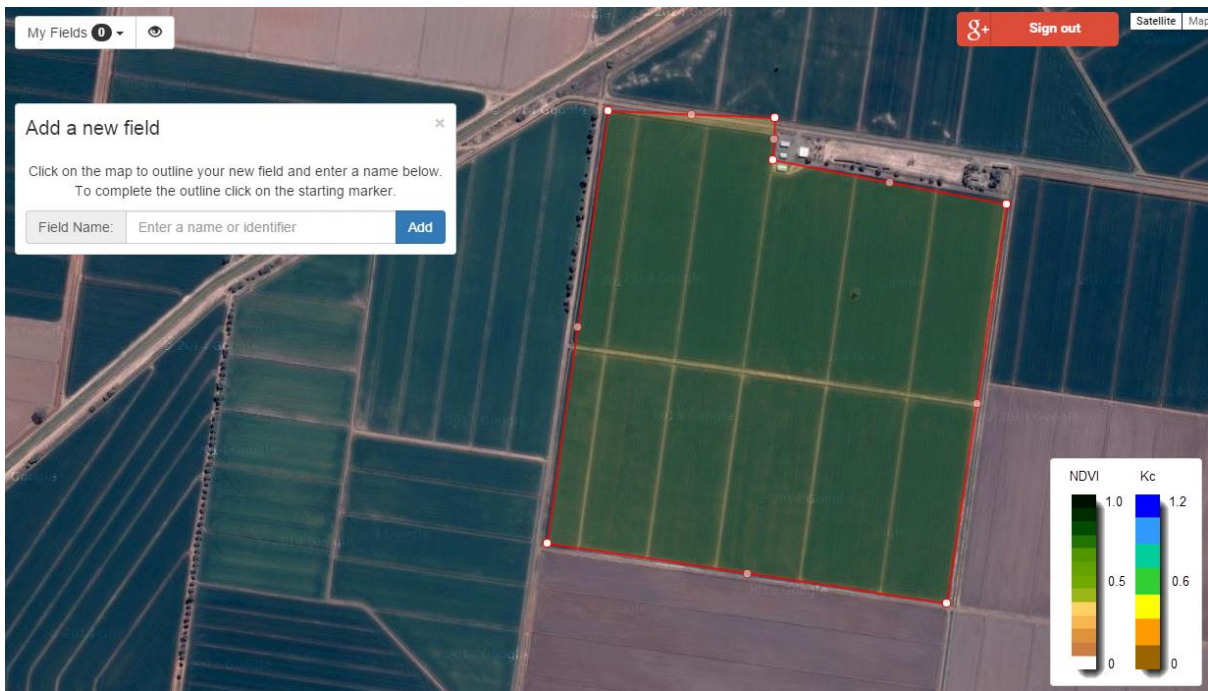 My Fields 0
g+ Sign out
Satellite
Map
Add a new field
×
Click on the map to outline your new field and enter a name below.
To complete the outline click on the starting marker.
Field Name:
Enter a name or identifier
Add
NDVI
Kc
1.0
1.2
0.5
0.6
0
0